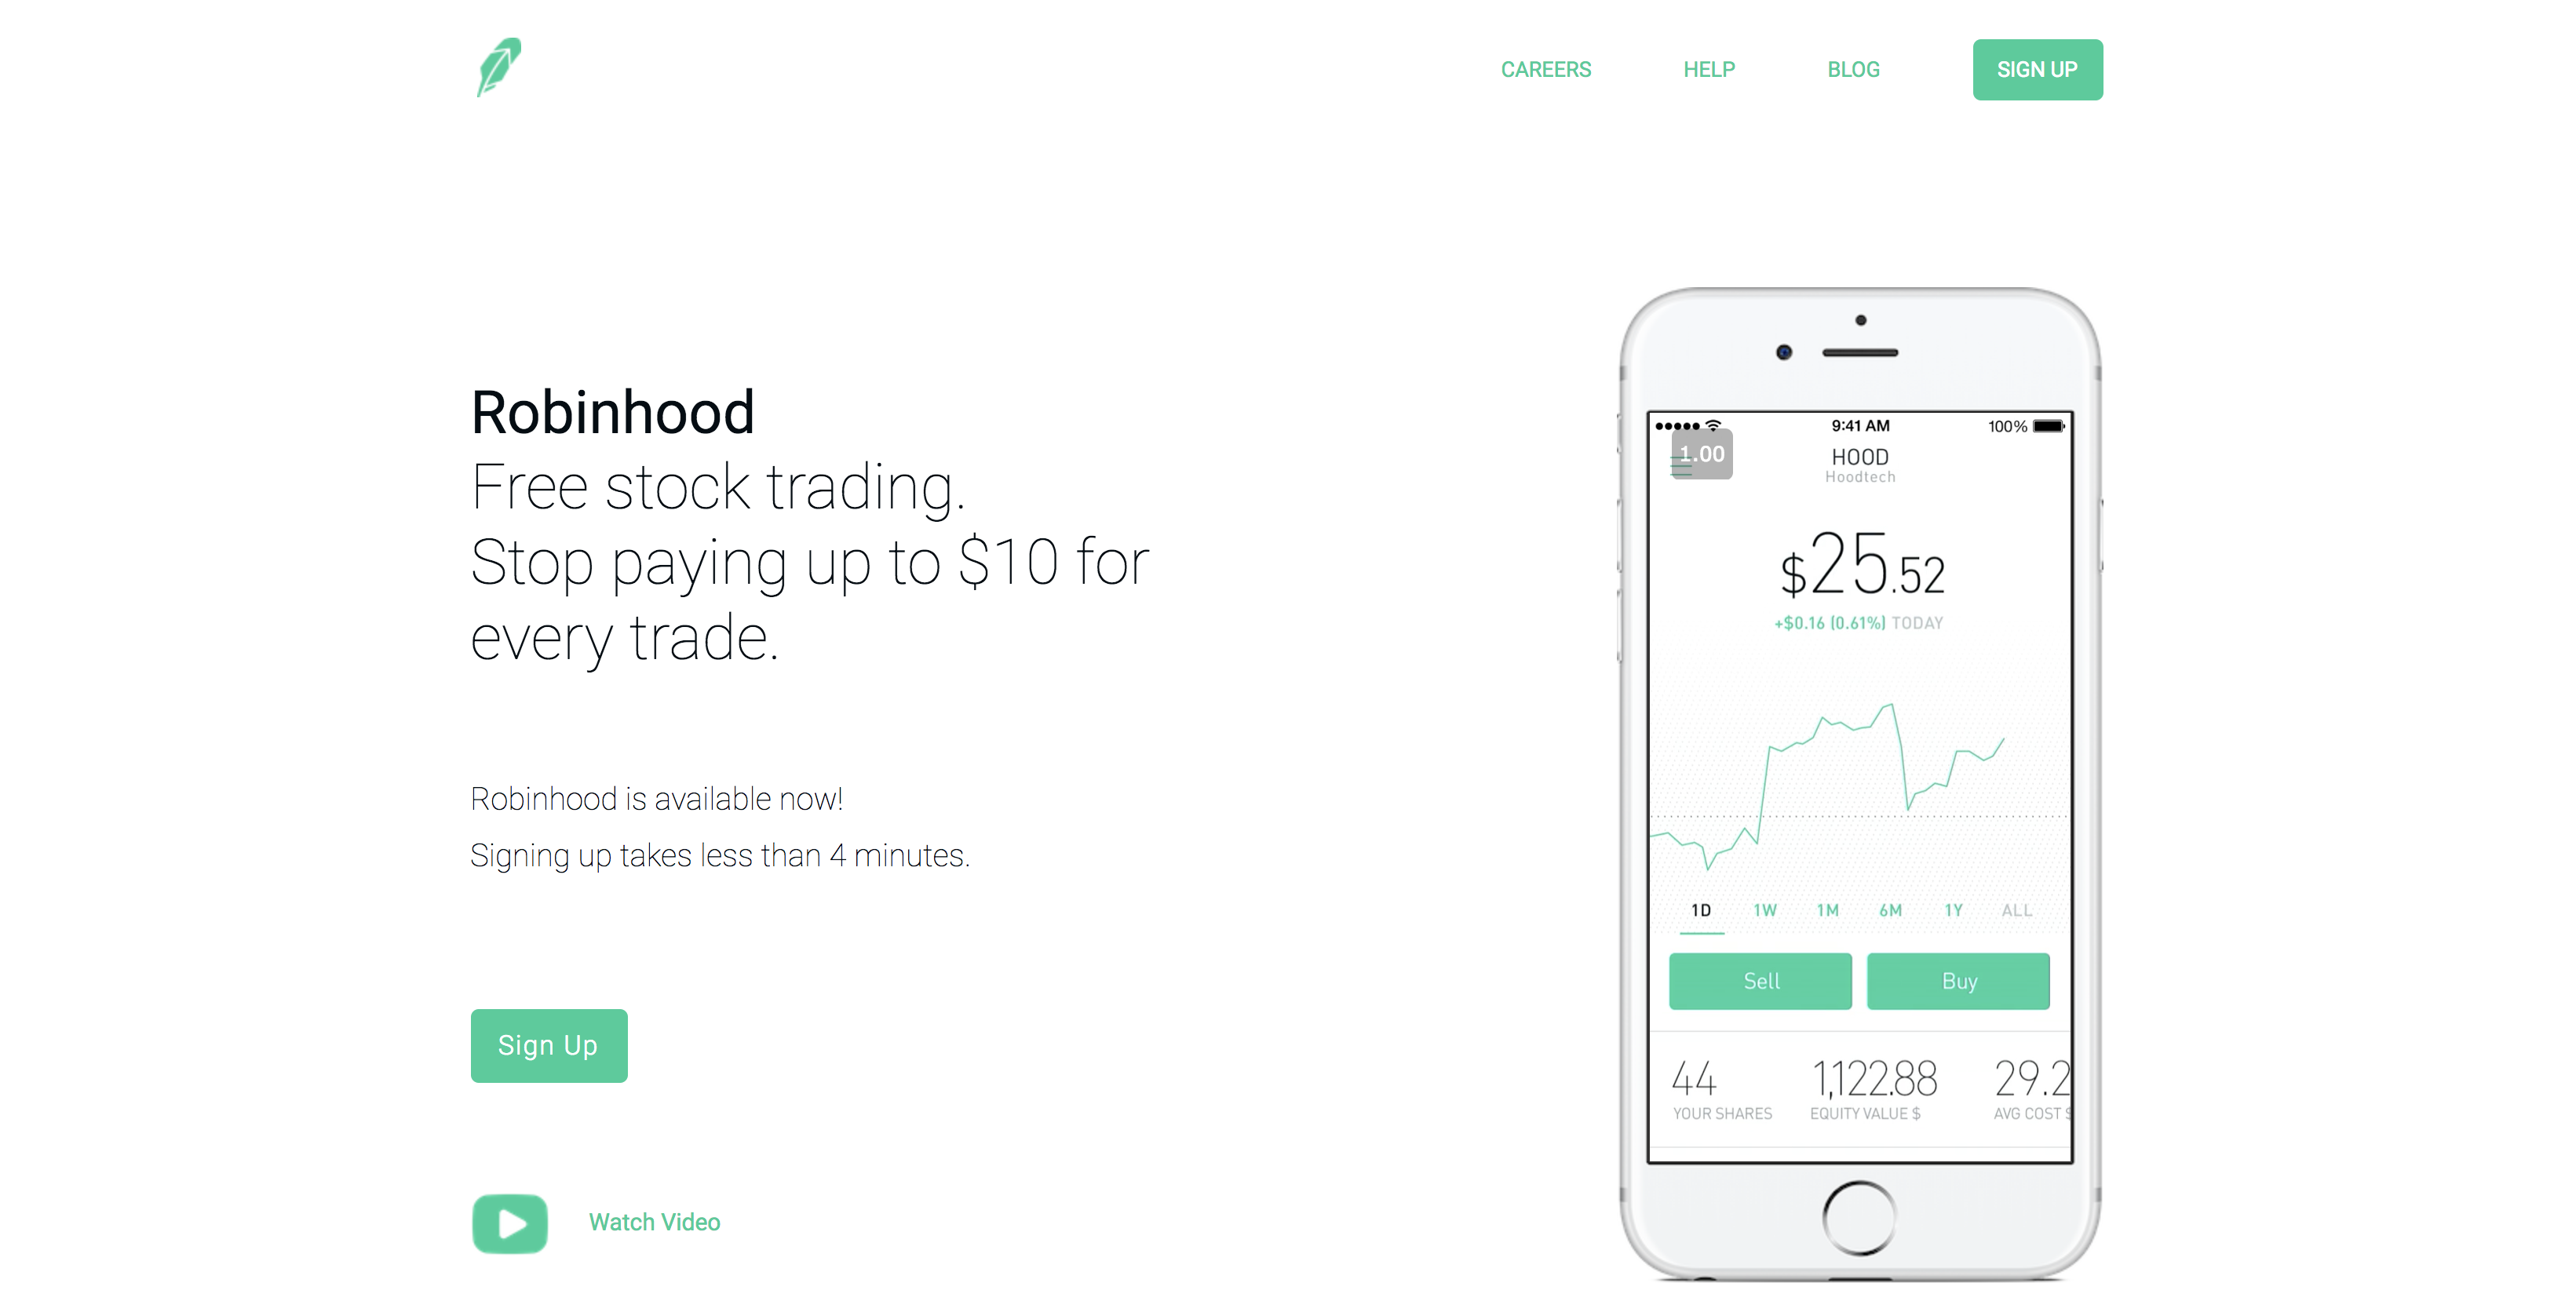 CAREERS HELP BLOG SIGN UP
Robinhood
Free stock trading.
Stop paying up to $10 for
every trade.
Robinhood is available now!
Signing up takes less than 4 minutes.
Sign Up
Watch Video
9:41 AM 100%
1.00
HOOD
Hoodtech
$25.52
+$0.16 (0.61%) TODAY
1D 1W 1M 6M 1Y ALL
Sell Buy
44 1,122.88 29.2
YOUR SHARES EQUITY VALUE $ AVG COST $